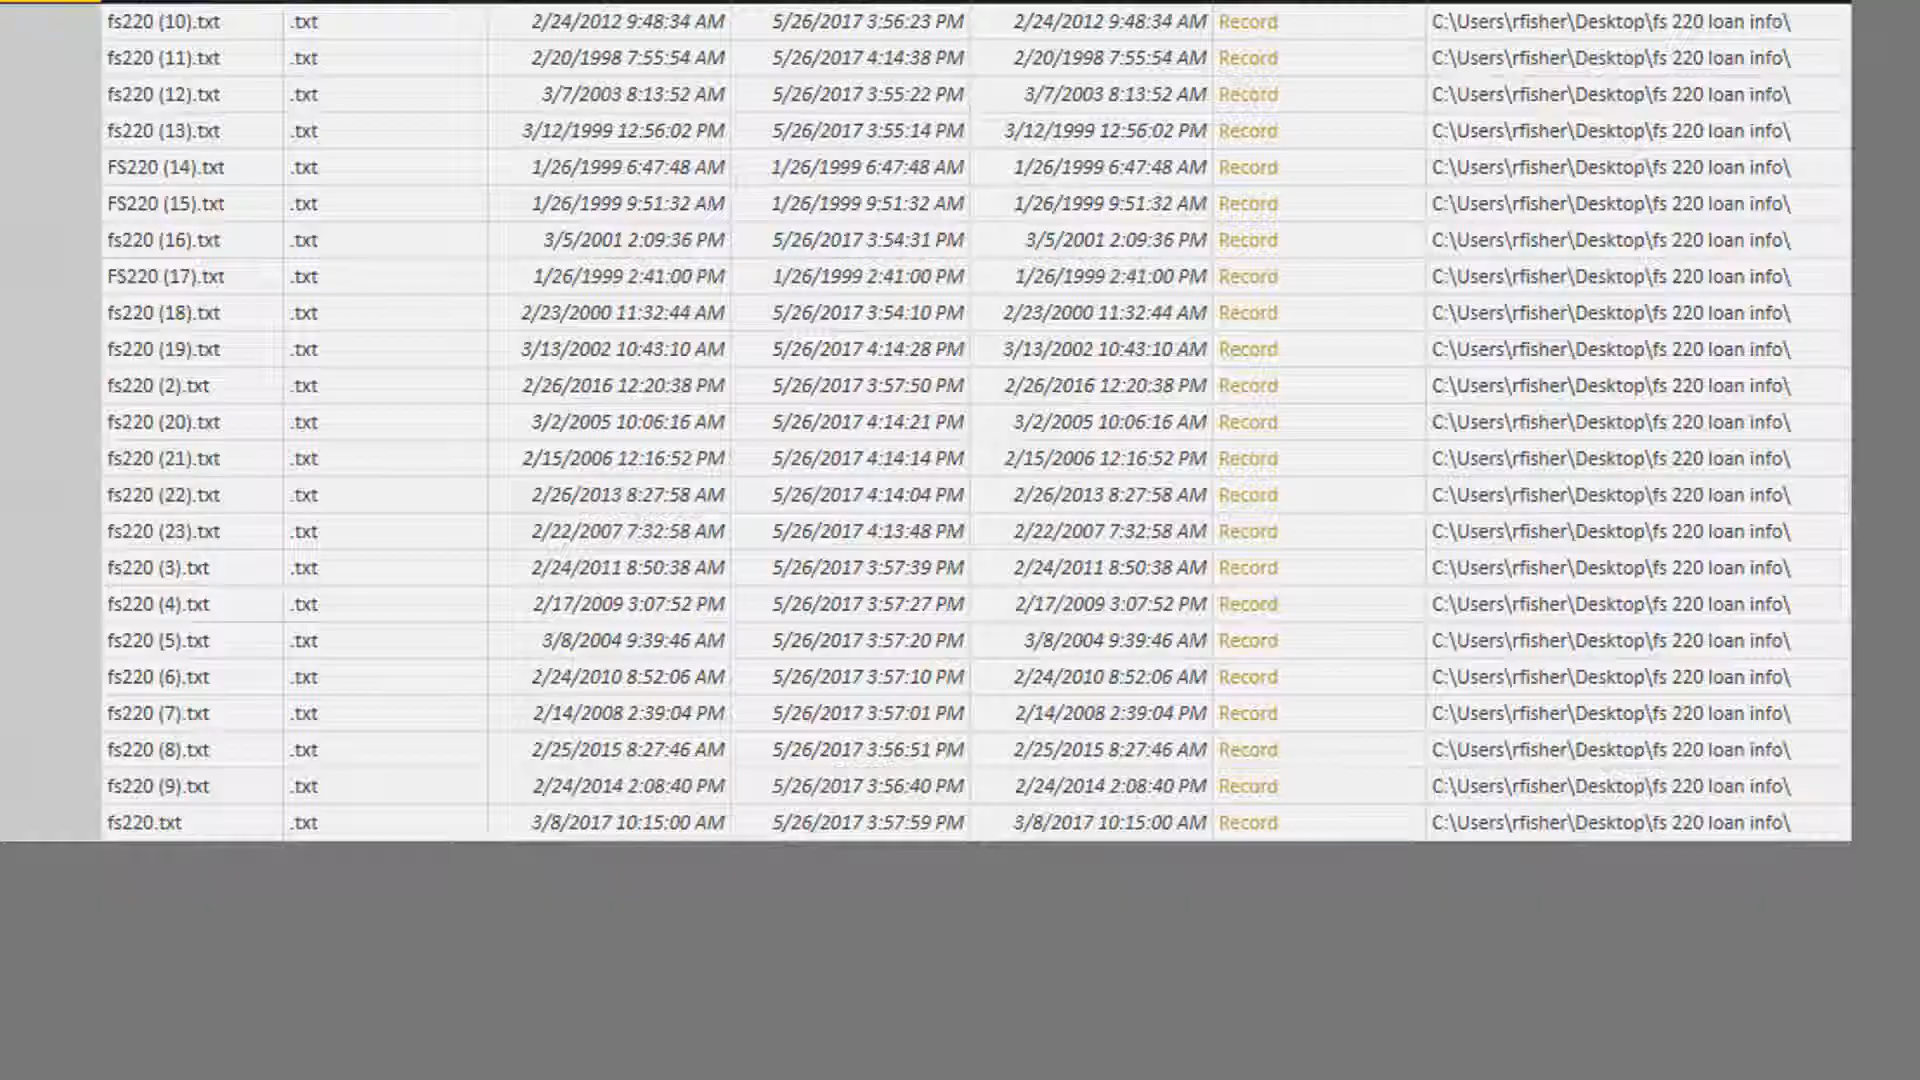 fs220 (10).txt .txt 2/24/2012 9:48:34 AM 5/26/2017 3:56:23 PM 2/24/2012 9:48:34 AM Record C:\Users\rfisher\Desktop\fs 220 loan info\
fs220 (11).txt .txt 2/20/1998 7:55:54 AM 5/26/2017 4:14:38 PM 2/20/1998 7:55:54 AM Record C:\Users\rfisher\Desktop\fs 220 loan info\
fs220 (12).txt .txt 3/7/2003 8:13:52 AM 5/26/2017 3:55:22 PM 3/7/2003 8:13:52 AM Record C:\Users\rfisher\Desktop\fs 220 loan info\
fs220 (13).txt .txt 3/12/1999 12:56:02 PM 5/26/2017 3:55:14 PM 3/12/1999 12:56:02 PM Record C:\Users\rfisher\Desktop\fs 220 loan info\
FS220 (14).txt .txt 1/26/1999 6:47:48 AM 1/26/1999 6:47:48 AM 1/26/1999 6:47:48 AM Record C:\Users\rfisher\Desktop\fs 220 loan info\
FS220 (15).txt .txt 1/26/1999 9:51:32 AM 1/26/1999 9:51:32 AM 1/26/1999 9:51:32 AM Record C:\Users\rfisher\Desktop\fs 220 loan info\
fs220 (16).txt .txt 3/5/2001 2:09:36 PM 5/26/2017 3:54:31 PM 3/5/2001 2:09:36 PM Record C:\Users\rfisher\Desktop\fs 220 loan info\
FS220 (17).txt .txt 1/26/1999 2:41:00 PM 1/26/1999 2:41:00 PM 1/26/1999 2:41:00 PM Record C:\Users\rfisher\Desktop\fs 220 loan info\
fs220 (18).txt .txt 2/23/2000 11:32:44 AM 5/26/2017 3:54:10 PM 2/23/2000 11:32:44 AM Record C:\Users\rfisher\Desktop\fs 220 loan info\
fs220 (19).txt .txt 3/13/2002 10:43:10 AM 5/26/2017 4:14:28 PM 3/13/2002 10:43:10 AM Record C:\Users\rfisher\Desktop\fs 220 loan info\
fs220 (2).txt .txt 2/26/2016 12:20:38 PM 5/26/2017 3:57:50 PM 2/26/2016 12:20:38 PM Record C:\Users\rfisher\Desktop\fs 220 loan info\
fs220 (20).txt .txt 3/2/2005 10:06:16 AM 5/26/2017 4:14:21 PM 3/2/2005 10:06:16 AM Record C:\Users\rfisher\Desktop\fs 220 loan info\
fs220 (21).txt .txt 2/15/2006 12:16:52 PM 5/26/2017 4:14:14 PM 2/15/2006 12:16:52 PM Record C:\Users\rfisher\Desktop\fs 220 loan info\
fs220 (22).txt .txt 2/26/2013 8:27:58 AM 5/26/2017 4:14:04 PM 2/26/2013 8:27:58 AM Record C:\Users\rfisher\Desktop\fs 220 loan info\
fs220 (23).txt .txt 2/22/2007 7:32:58 AM 5/26/2017 4:13:48 PM 2/22/2007 7:32:58 AM Record C:\Users\rfisher\Desktop\fs 220 loan info\
fs220 (3).txt .txt 2/24/2011 8:50:38 AM 5/26/2017 3:57:39 PM 2/24/2011 8:50:38 AM Record C:\Users\rfisher\Desktop\fs 220 loan info\
fs220 (4).txt .txt 2/17/2009 3:07:52 PM 5/26/2017 3:57:27 PM 2/17/2009 3:07:52 PM Record C:\Users\rfisher\Desktop\fs 220 loan info\
fs220 (5).txt .txt 3/8/2004 9:39:46 AM 5/26/2017 3:57:20 PM 3/8/2004 9:39:46 AM Record C:\Users\rfisher\Desktop\fs 220 loan info\
fs220 (6).txt .txt 2/24/2010 8:52:06 AM 5/26/2017 3:57:10 PM 2/24/2010 8:52:06 AM Record C:\Users\rfisher\Desktop\fs 220 loan info\
fs220 (7).txt .txt 2/14/2008 2:39:04 PM 5/26/2017 3:57:01 PM 2/14/2008 2:39:04 PM Record C:\Users\rfisher\Desktop\fs 220 loan info\
fs220 (8).txt .txt 2/25/2015 8:27:46 AM 5/26/2017 3:56:51 PM 2/25/2015 8:27:46 AM Record C:\Users\rfisher\Desktop\fs 220 loan info\
fs220 (9).txt .txt 2/24/2014 2:08:40 PM 5/26/2017 3:56:40 PM 2/24/2014 2:08:40 PM Record C:\Users\rfisher\Desktop\fs 220 loan info\
fs220.txt .txt 3/8/2017 10:15:00 AM 5/26/2017 3:57:59 PM 3/8/2017 10:15:00 AM Record C:\Users\rfisher\Desktop\fs 220 loan info\